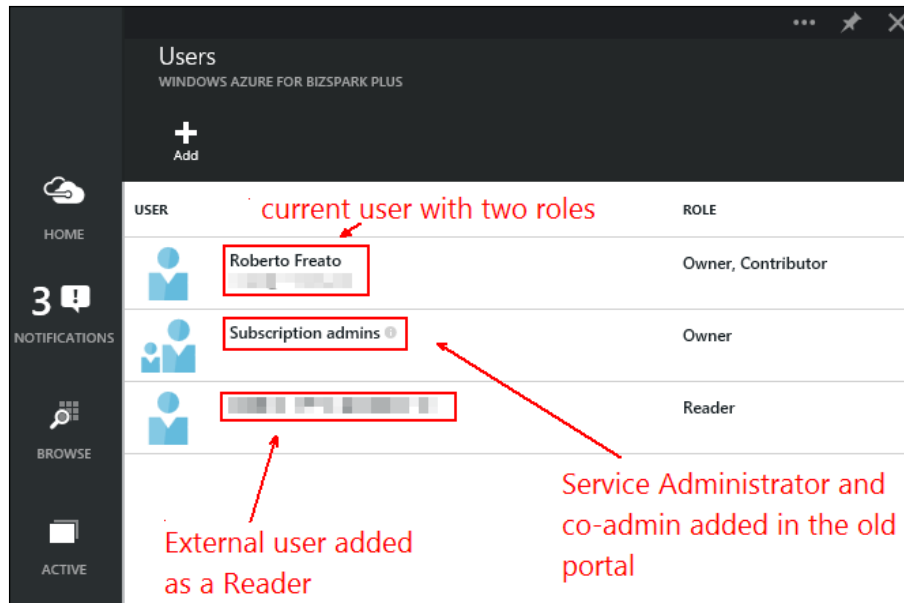 Users
WINDOWS AZURE FOR BIZSPARK PLUS
Add
HOME
3
NOTIFICATIONS
BROWSE
ACTIVE
USER
current user with two roles
ROLE
Roberto Freato
Owner, Contributor
Subscription admins
Owner
Reader
External user added
as a Reader
Service Administrator and
co-admin added in the old
portal